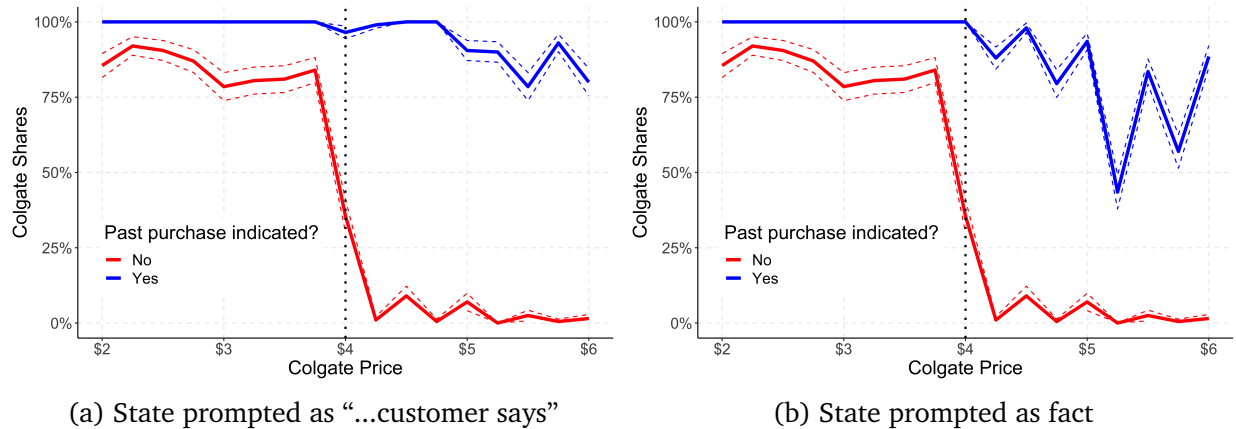 100%
75%
50%
25%
0%
Colgate Shares
Past purchase indicated?
No
Yes
$2
$3
$4
$5
$6
Colgate Price
(a) State prompted as “...customer says”
100%
75%
50%
25%
0%
Colgate Shares
Past purchase indicated?
No
Yes
$2
$3
$4
$5
$6
Colgate Price
(b) State prompted as fact